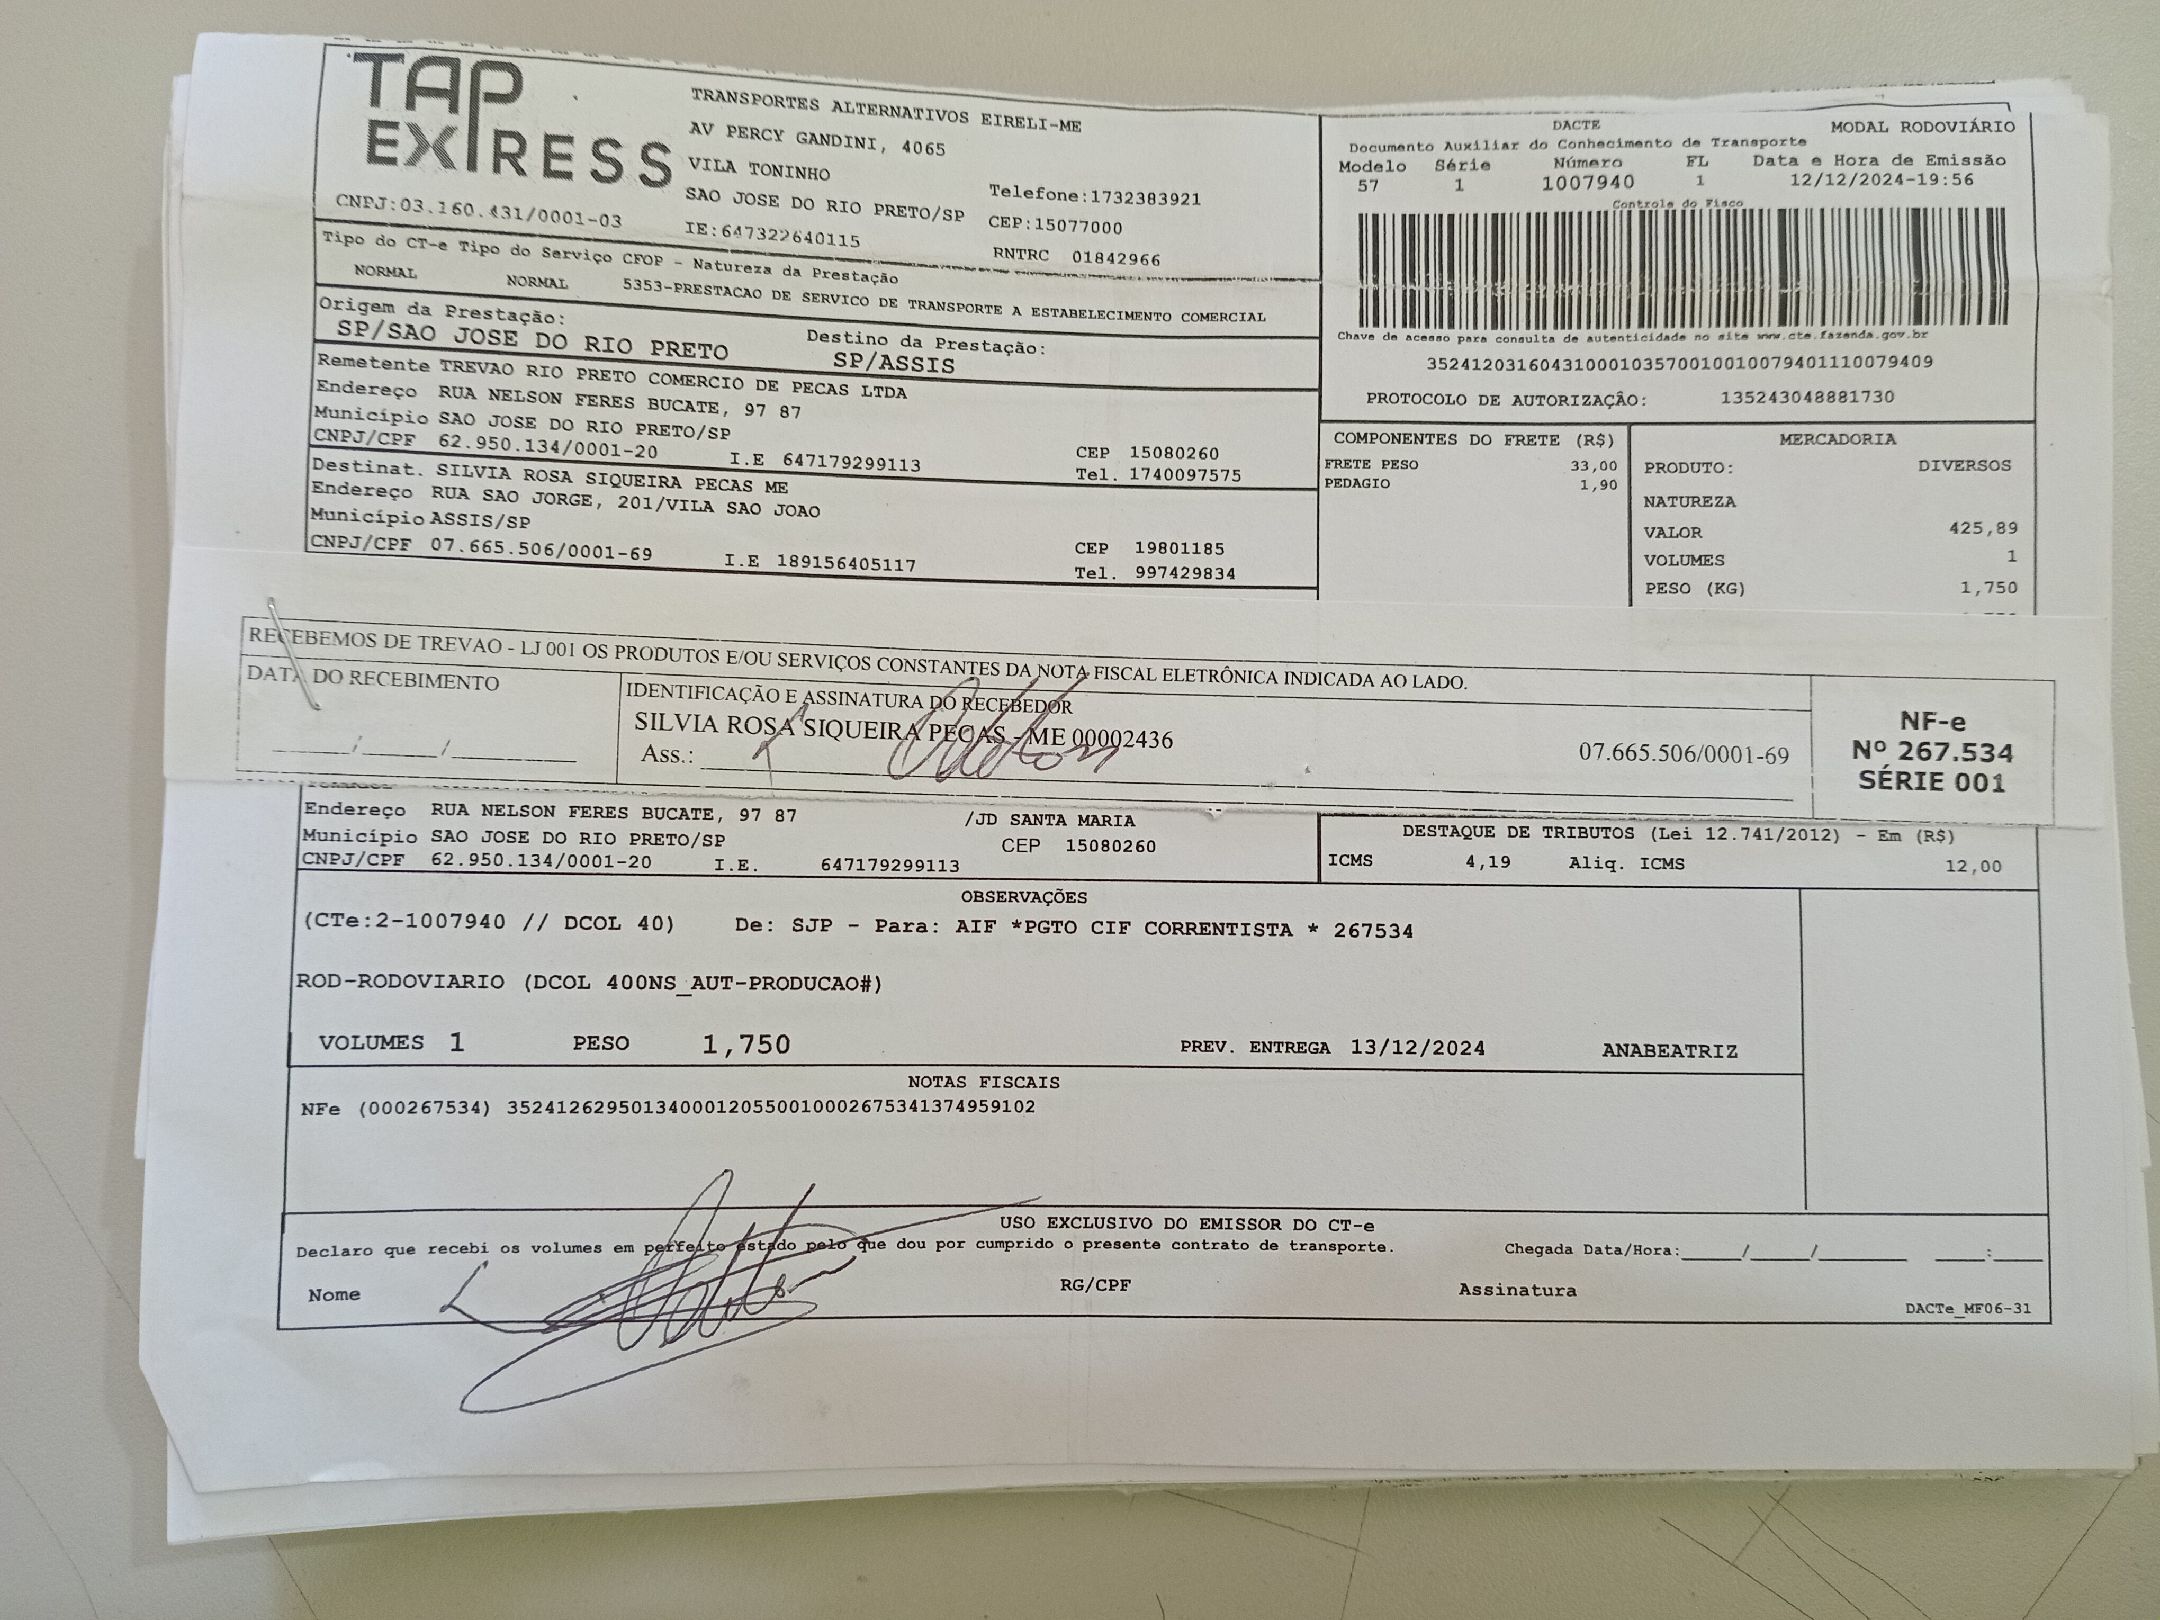 TAP
EXPRESS
TRANSPORTES ALTERNATIVOS EIRELI-ME
AV PERCY GANDINI, 4065
VILA TONINHO
SAO JOSE DO RIO PRETO/SP
IE:647322640115
Telefone:1732383921
CEP:15077000
RNTRC 01842966
CNPJ:03.160.431/0001-03
DACTE
MODAL RODOVIÁRIO
Documento Auxiliar do Conhecimento de Transporte
Modelo Série Número FL Data e Hora de Emissão
57 1 1007940 1 12/12/2024-19:56
Controle do Fisco
Chave de acesso para consulta de autenticidade no site www.cte.fazenda.gov.br
35241203160431000103570010010079401110079409
PROTOCOLO DE AUTORIZAÇÃO: 135243048881730
Tipo do CT-e Tipo do Serviço CFOP - Natureza da Prestação
NORMAL NORMAL 5353-PRESTACAO DE SERVICO DE TRANSPORTE A ESTABELECIMENTO COMERCIAL
Origem da Prestação: Destino da Prestação:
SP/SAO JOSE DO RIO PRETO SP/ASSIS
Remetente TREVAO RIO PRETO COMERCIO DE PECAS LTDA
Endereço RUA NELSON FERES BUCATE, 97 87
Município SAO JOSE DO RIO PRETO/SP CEP 15080260
CNPJ/CPF 62.950.134/0001-20 I.E 647179299113 Tel. 1740097575
Destinat. SILVIA ROSA SIQUEIRA PECAS ME
Endereço RUA SAO JORGE, 201/VILA SAO JOAO
Município ASSIS/SP CEP 19801185
CNPJ/CPF 07.665.506/0001-69 I.E 189156405117 Tel. 997429834
COMPONENTES DO FRETE (R$)
FRETE PESO 33,00
PEDAGIO 1,90
MERCADORIA
PRODUTO: DIVERSOS
NATUREZA
VALOR 425,89
VOLUMES 1
PESO (KG) 1,750
RECEBEMOS DE TREVAO - LJ 001 OS PRODUTOS E/OU SERVIÇOS CONSTANTES DA NOTA FISCAL ELETRÔNICA INDICADA AO LADO.
DATA DO RECEBIMENTO
___/___/___
IDENTIFICAÇÃO E ASSINATURA DO RECEBEDOR
SILVIA ROSA SIQUEIRA PECAS - ME 00002436
Ass.: 07.665.506/0001-69
NF-e
Nº 267.534
SÉRIE 001
Endereço RUA NELSON FERES BUCATE, 97 87 /JD SANTA MARIA
Município SAO JOSE DO RIO PRETO/SP CEP 15080260
CNPJ/CPF 62.950.134/0001-20 I.E. 647179299113
DESTAQUE DE TRIBUTOS (Lei 12.741/2012) - Em (R$)
ICMS 4,19 Aliq. ICMS 12,00
OBSERVAÇÕES
(CTe:2-1007940 // DCOL 40) De: SJP - Para: AIF *PGTO CIF CORRENTISTA * 267534
ROD-RODOVIARIO (DCOL 400NS_AUT-PRODUCAO#)
VOLUMES 1 PESO 1,750 PREV. ENTREGA 13/12/2024 ANABEATRIZ
NOTAS FISCAIS
NFe (000267534) 35241262950134000120550010002675341374959102
USO EXCLUSIVO DO EMISSOR DO CT-e
Declaro que recebi os volumes em perfeito estado pelo que dou por cumprido o presente contrato de transporte. Chegada Data/Hora:____/____/______ ___:___
Nome RG/CPF Assinatura
DACTe_MF06-31